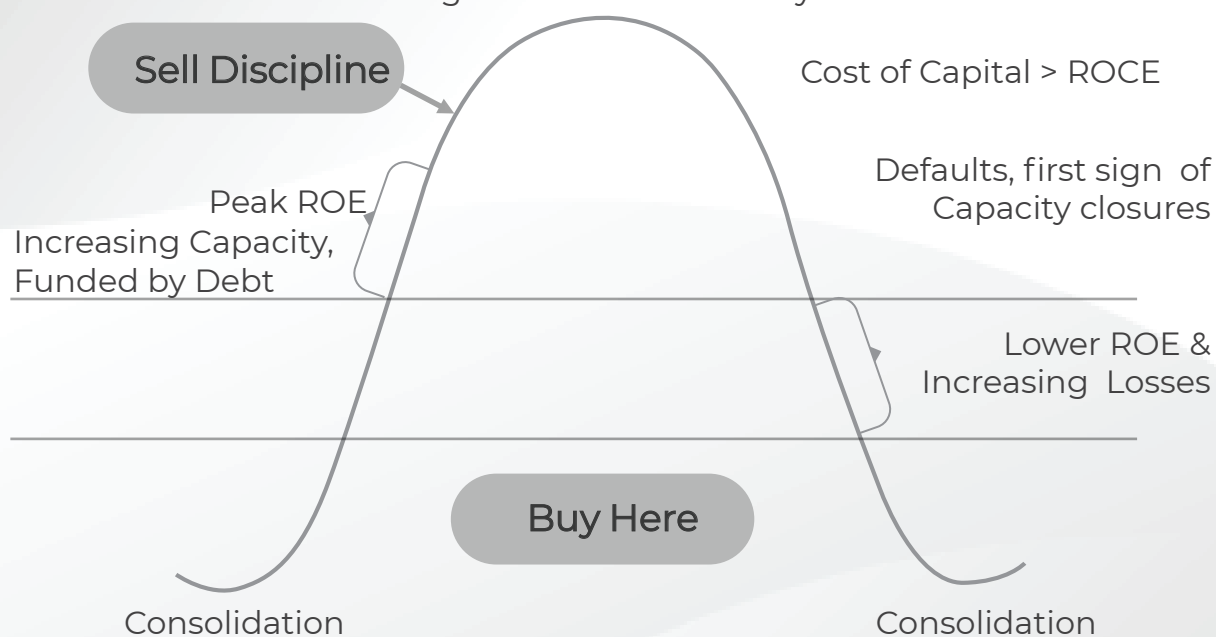 Sell Discipline
Cost of Capital > ROCE
Defaults, first sign of
Capacity closures
Peak ROE
Increasing Capacity,
Funded by Debt
Lower ROE &
Increasing Losses
Buy Here
Consolidation
Consolidation